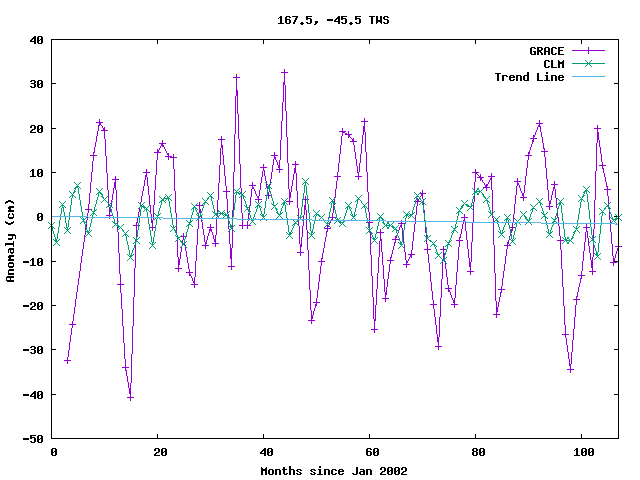 167.5, -45.5 TWS
GRACE
CLM
Trend Line
40
30
20
10
0
-10
-20
-30
-40
-50
Anomaly (cm)
0 20 40 60 80 100
Months since Jan 2002